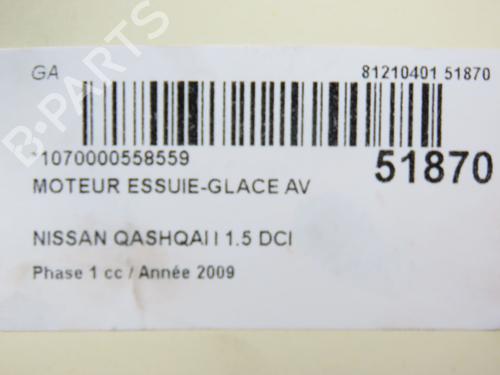 GA
81210401 51870
1070000558559
51870
MOTEUR ESSUIE-GLACE AV
NISSAN QASHQAI I 1.5 DCI
Phase 1 cc / Année 2009
B-PARTS